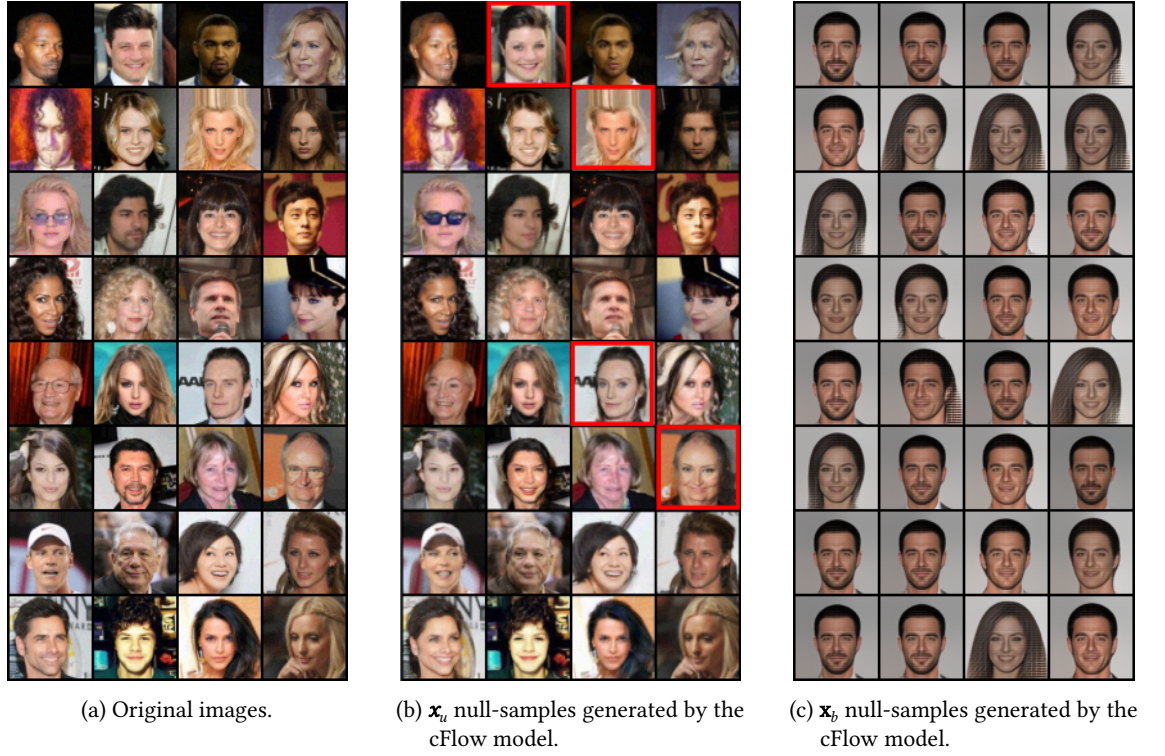 (a) Original images.
(b) 𝒙ᵤ null-samples generated by the
cFlow model.
(c) 𝐱_b null-samples generated by the
cFlow model.